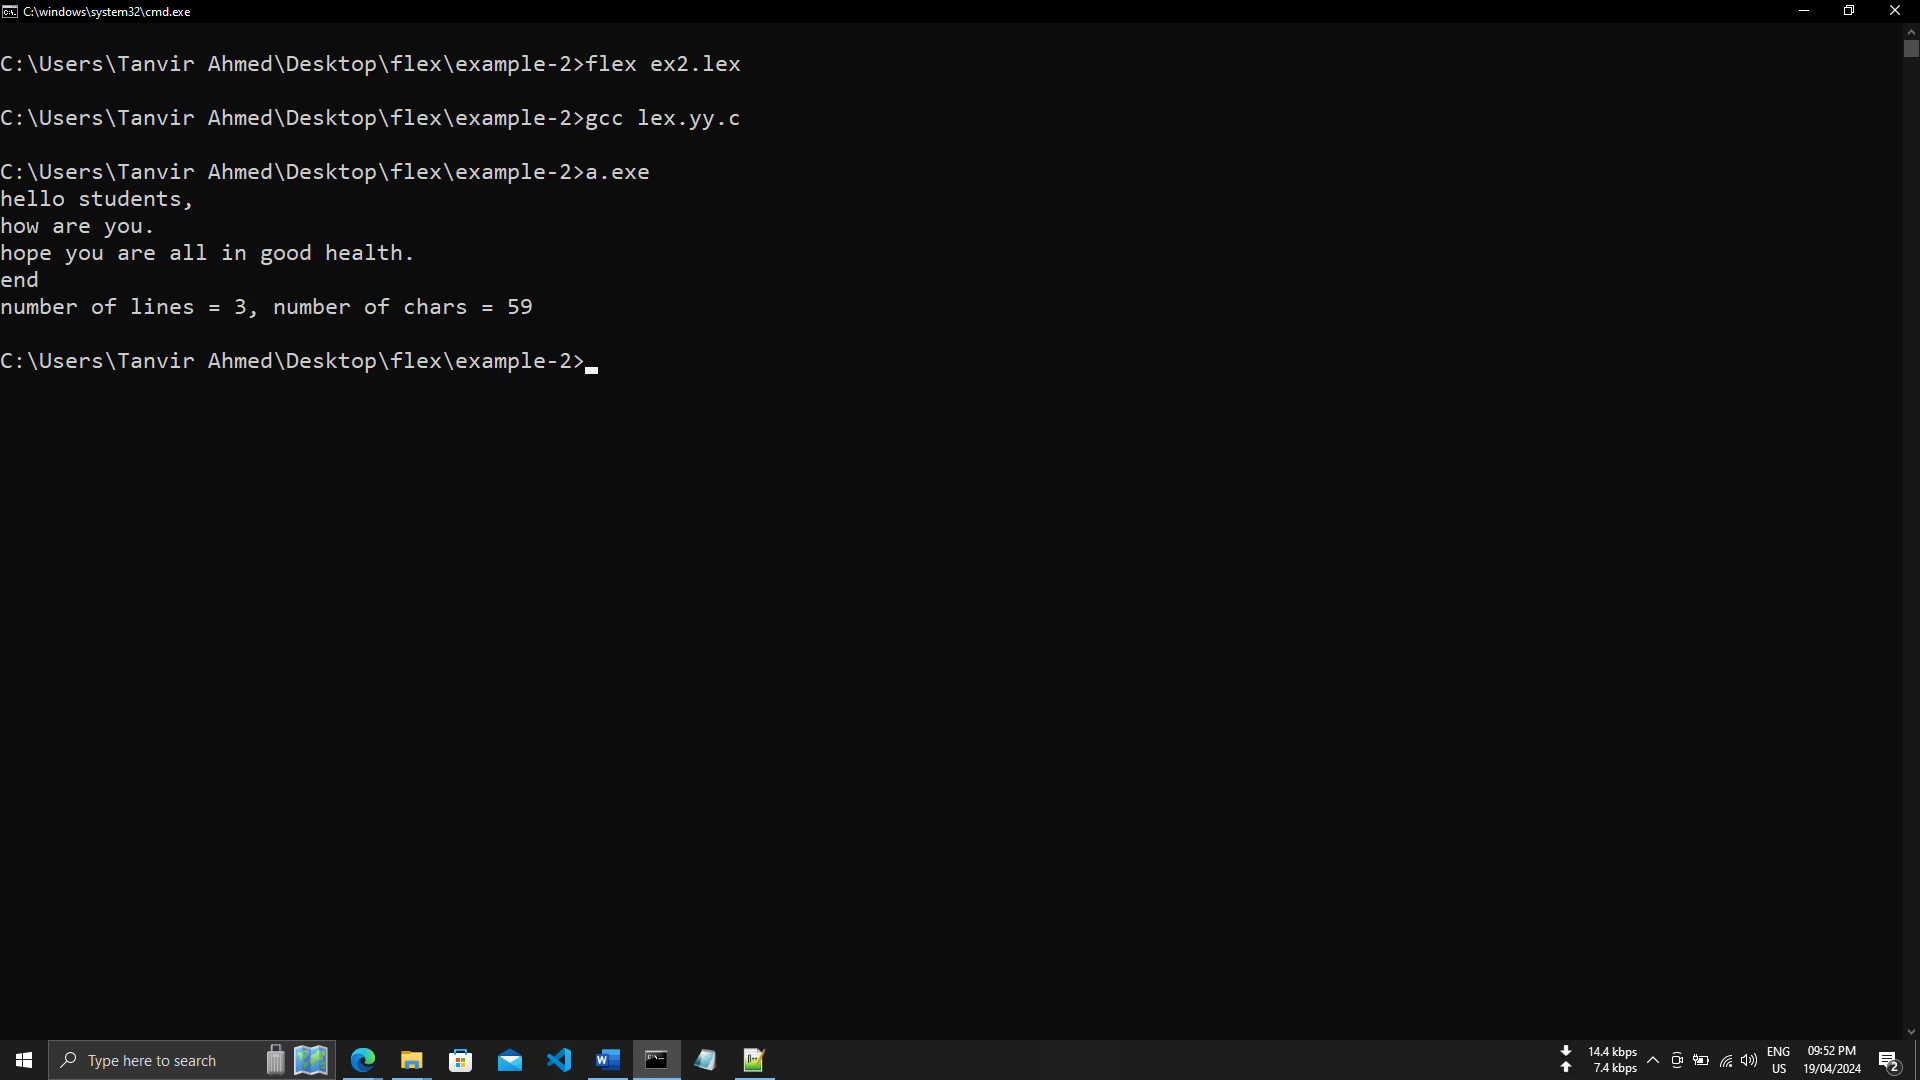 C:\windows\system32\cmd.exe
C:\Users\Tanvir Ahmed\Desktop\flex\example-2>flex ex2.lex
C:\Users\Tanvir Ahmed\Desktop\flex\example-2>gcc lex.yy.c
C:\Users\Tanvir Ahmed\Desktop\flex\example-2>a.exe
hello students,
how are you.
hope you are all in good health.
end
number of lines = 3, number of chars = 59
C:\Users\Tanvir Ahmed\Desktop\flex\example-2>
Type here to search
14.4 kbps
7.4 kbps
ENG
US
09:52 PM
19/04/2024
2